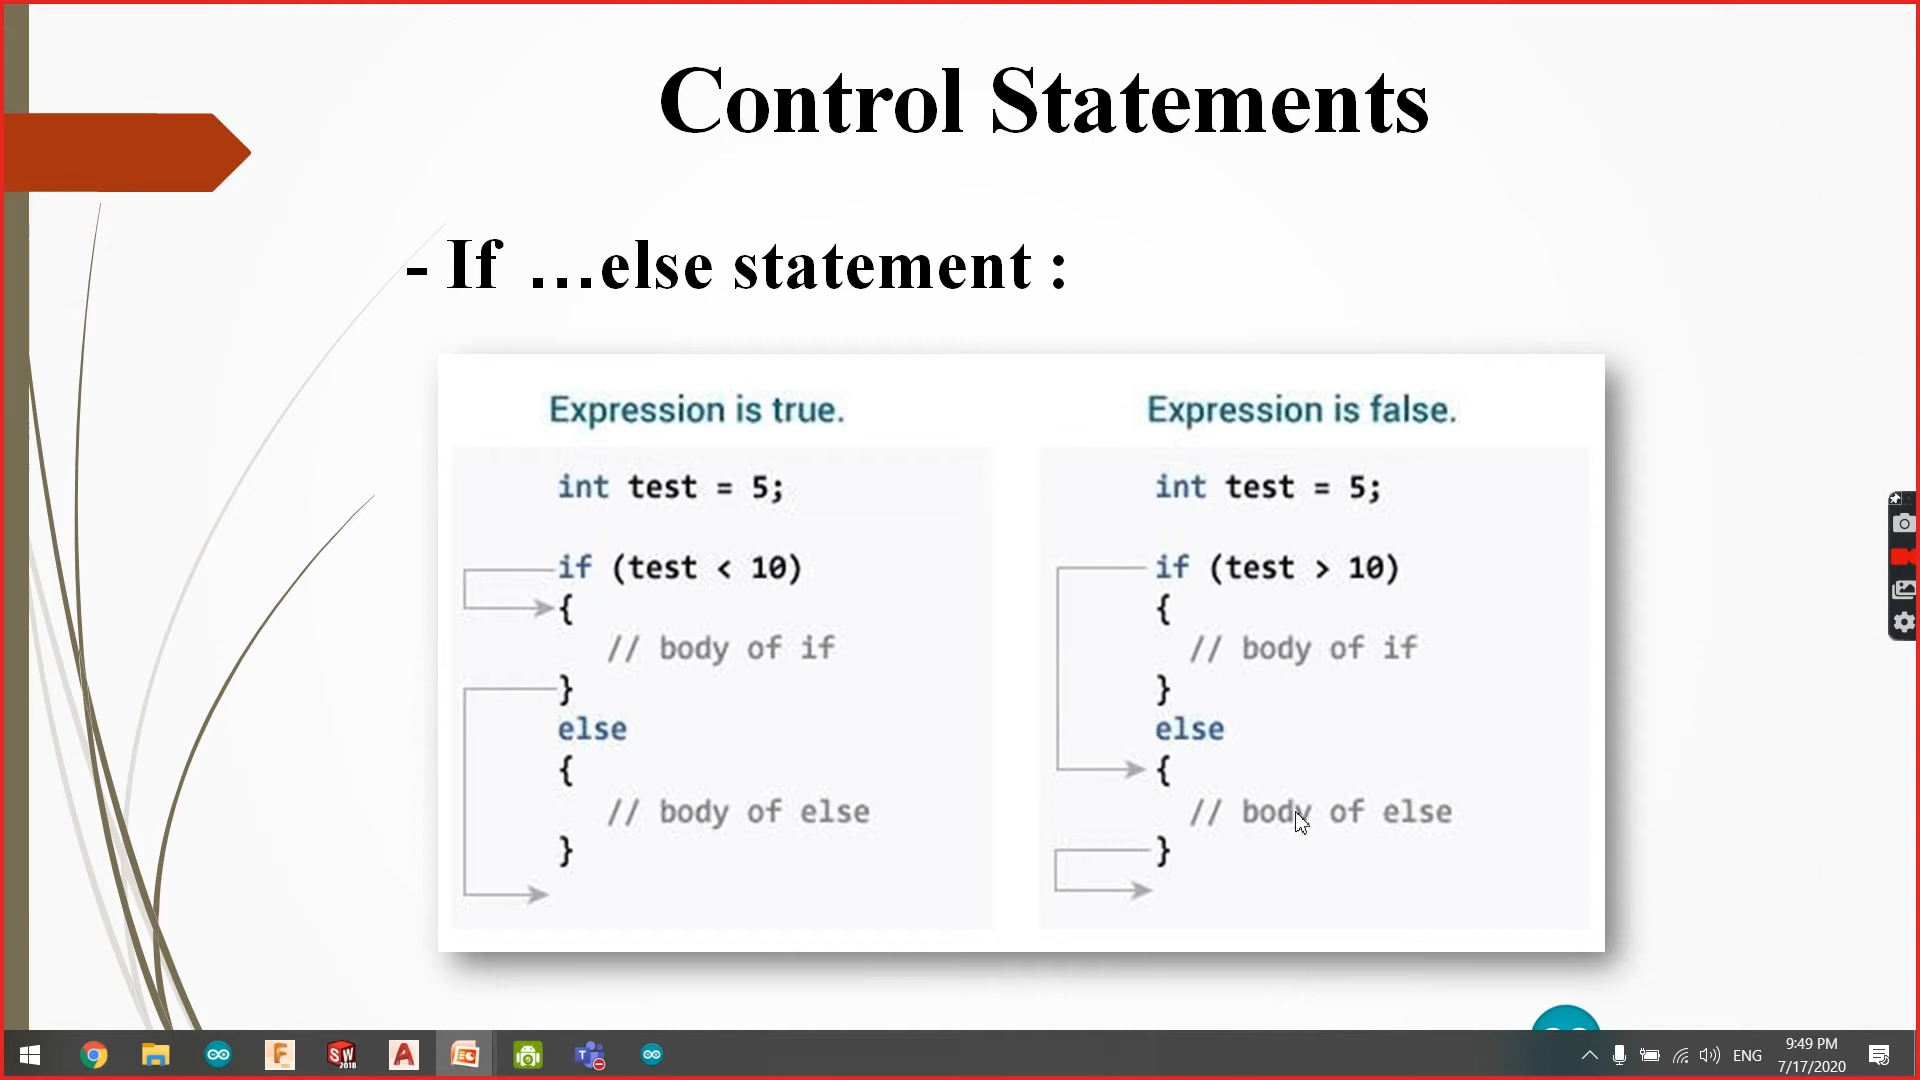 Control Statements
- If ...else statement :
Expression is true.
int test = 5;
if (test < 10)
{
// body of if
}
else
{
// body of else
}
Expression is false.
int test = 5;
if (test > 10)
{
// body of if
}
else
{
// body of else
}
SW
2018
ENG
9:49 PM
7/17/2020